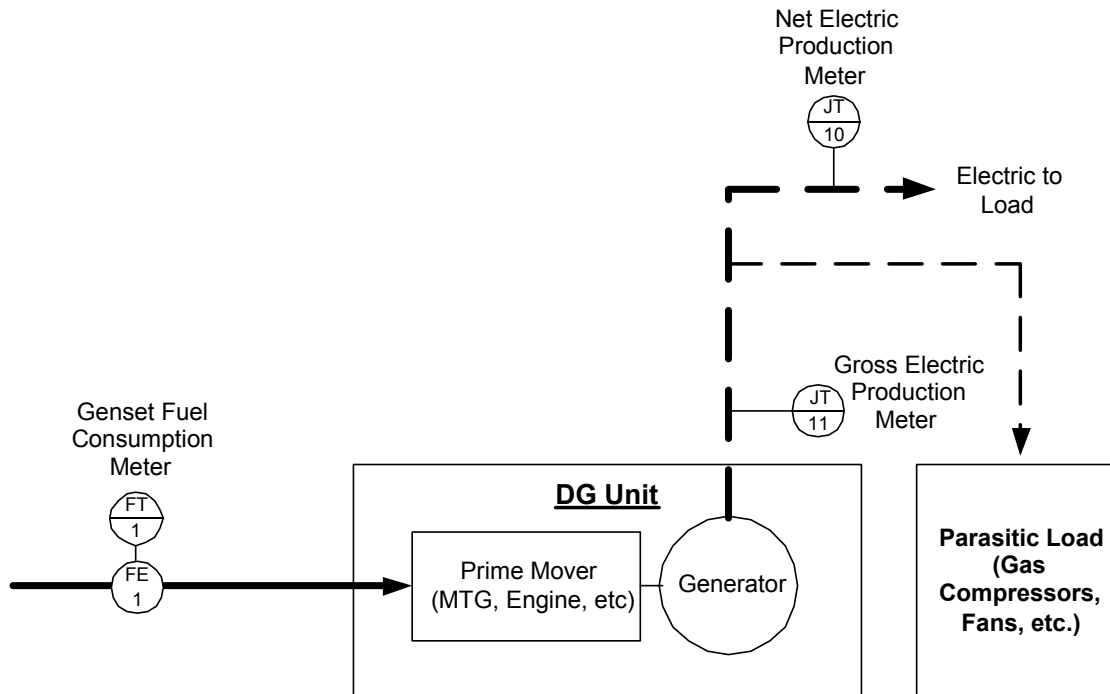 Net Electric
Production
Meter
JT
10
Electric to
Load
Gross Electric
Production
Meter
JT
11
Genset Fuel
Consumption
Meter
FT
1
FE
1
DG Unit
Prime Mover
(MTG, Engine, etc)
Generator
Parasitic Load
(Gas
Compressors,
Fans, etc.)